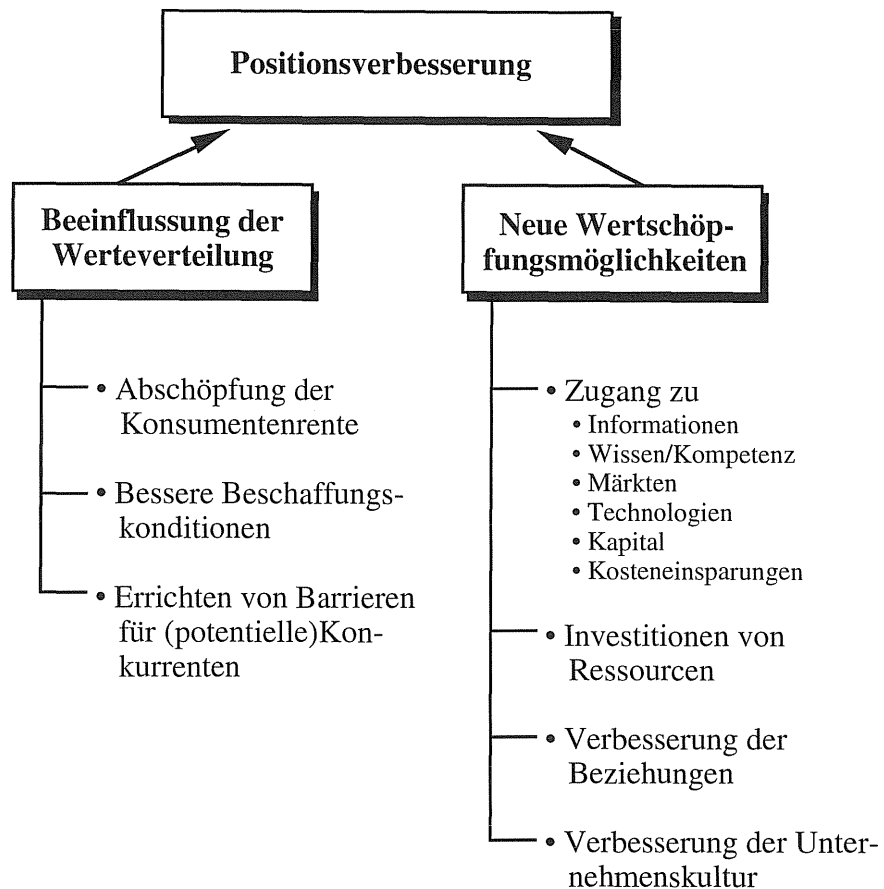 Positionsverbesserung
Beeinflussung der
Werteverteilung
• Abschöpfung der
Konsumentenrente
• Bessere Beschaffungs-
konditionen
• Errichten von Barrieren
für (potentielle)Kon-
kurrenten
Neue Wertschöp-
fungsmöglichkeiten
• Zugang zu
• Informationen
• Wissen/Kompetenz
• Märkten
• Technologien
• Kapital
• Kosteneinsparungen
• Investitionen von
Ressourcen
• Verbesserung der
Beziehungen
• Verbesserung der Unter-
nehmenskultur